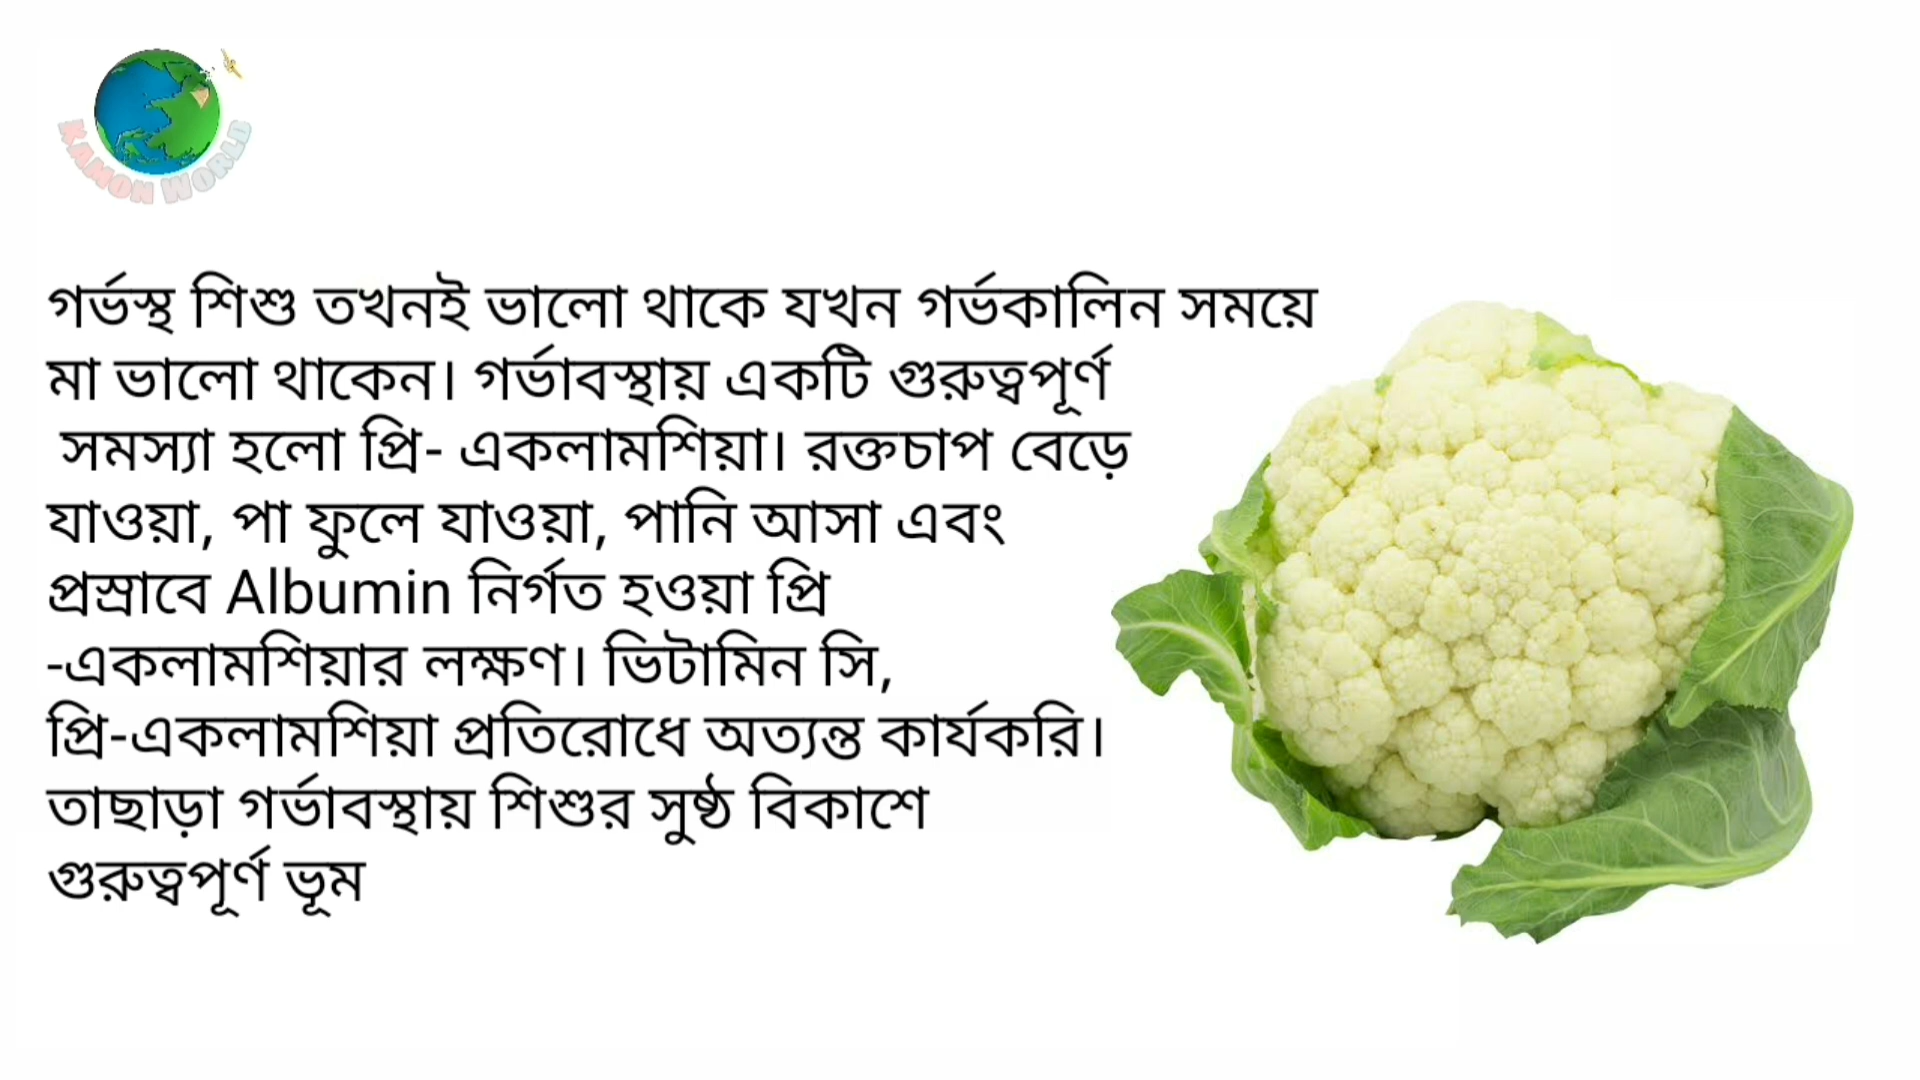 KAMON WORLD
গর্ভস্থ শিশু তখনই ভালো থাকে যখন গর্ভকালিন সময়ে
মা ভালো থাকেন। গর্ভাবস্থায় একটি গুরুত্বপূর্ণ
সমস্যা হলো প্রি- একলামশিয়া। রক্তচাপ বেড়ে
যাওয়া, পা ফুলে যাওয়া, পানি আসা এবং
প্রস্রাবে Albumin নির্গত হওয়া প্রি
-একলামশিয়ার লক্ষণ। ভিটামিন সি,
প্রি-একলামশিয়া প্রতিরোধে অত্যন্ত কার্যকরি।
তাছাড়া গর্ভাবস্থায় শিশুর সুষ্ঠ বিকাশে
গুরুত্বপূর্ণ ভূম